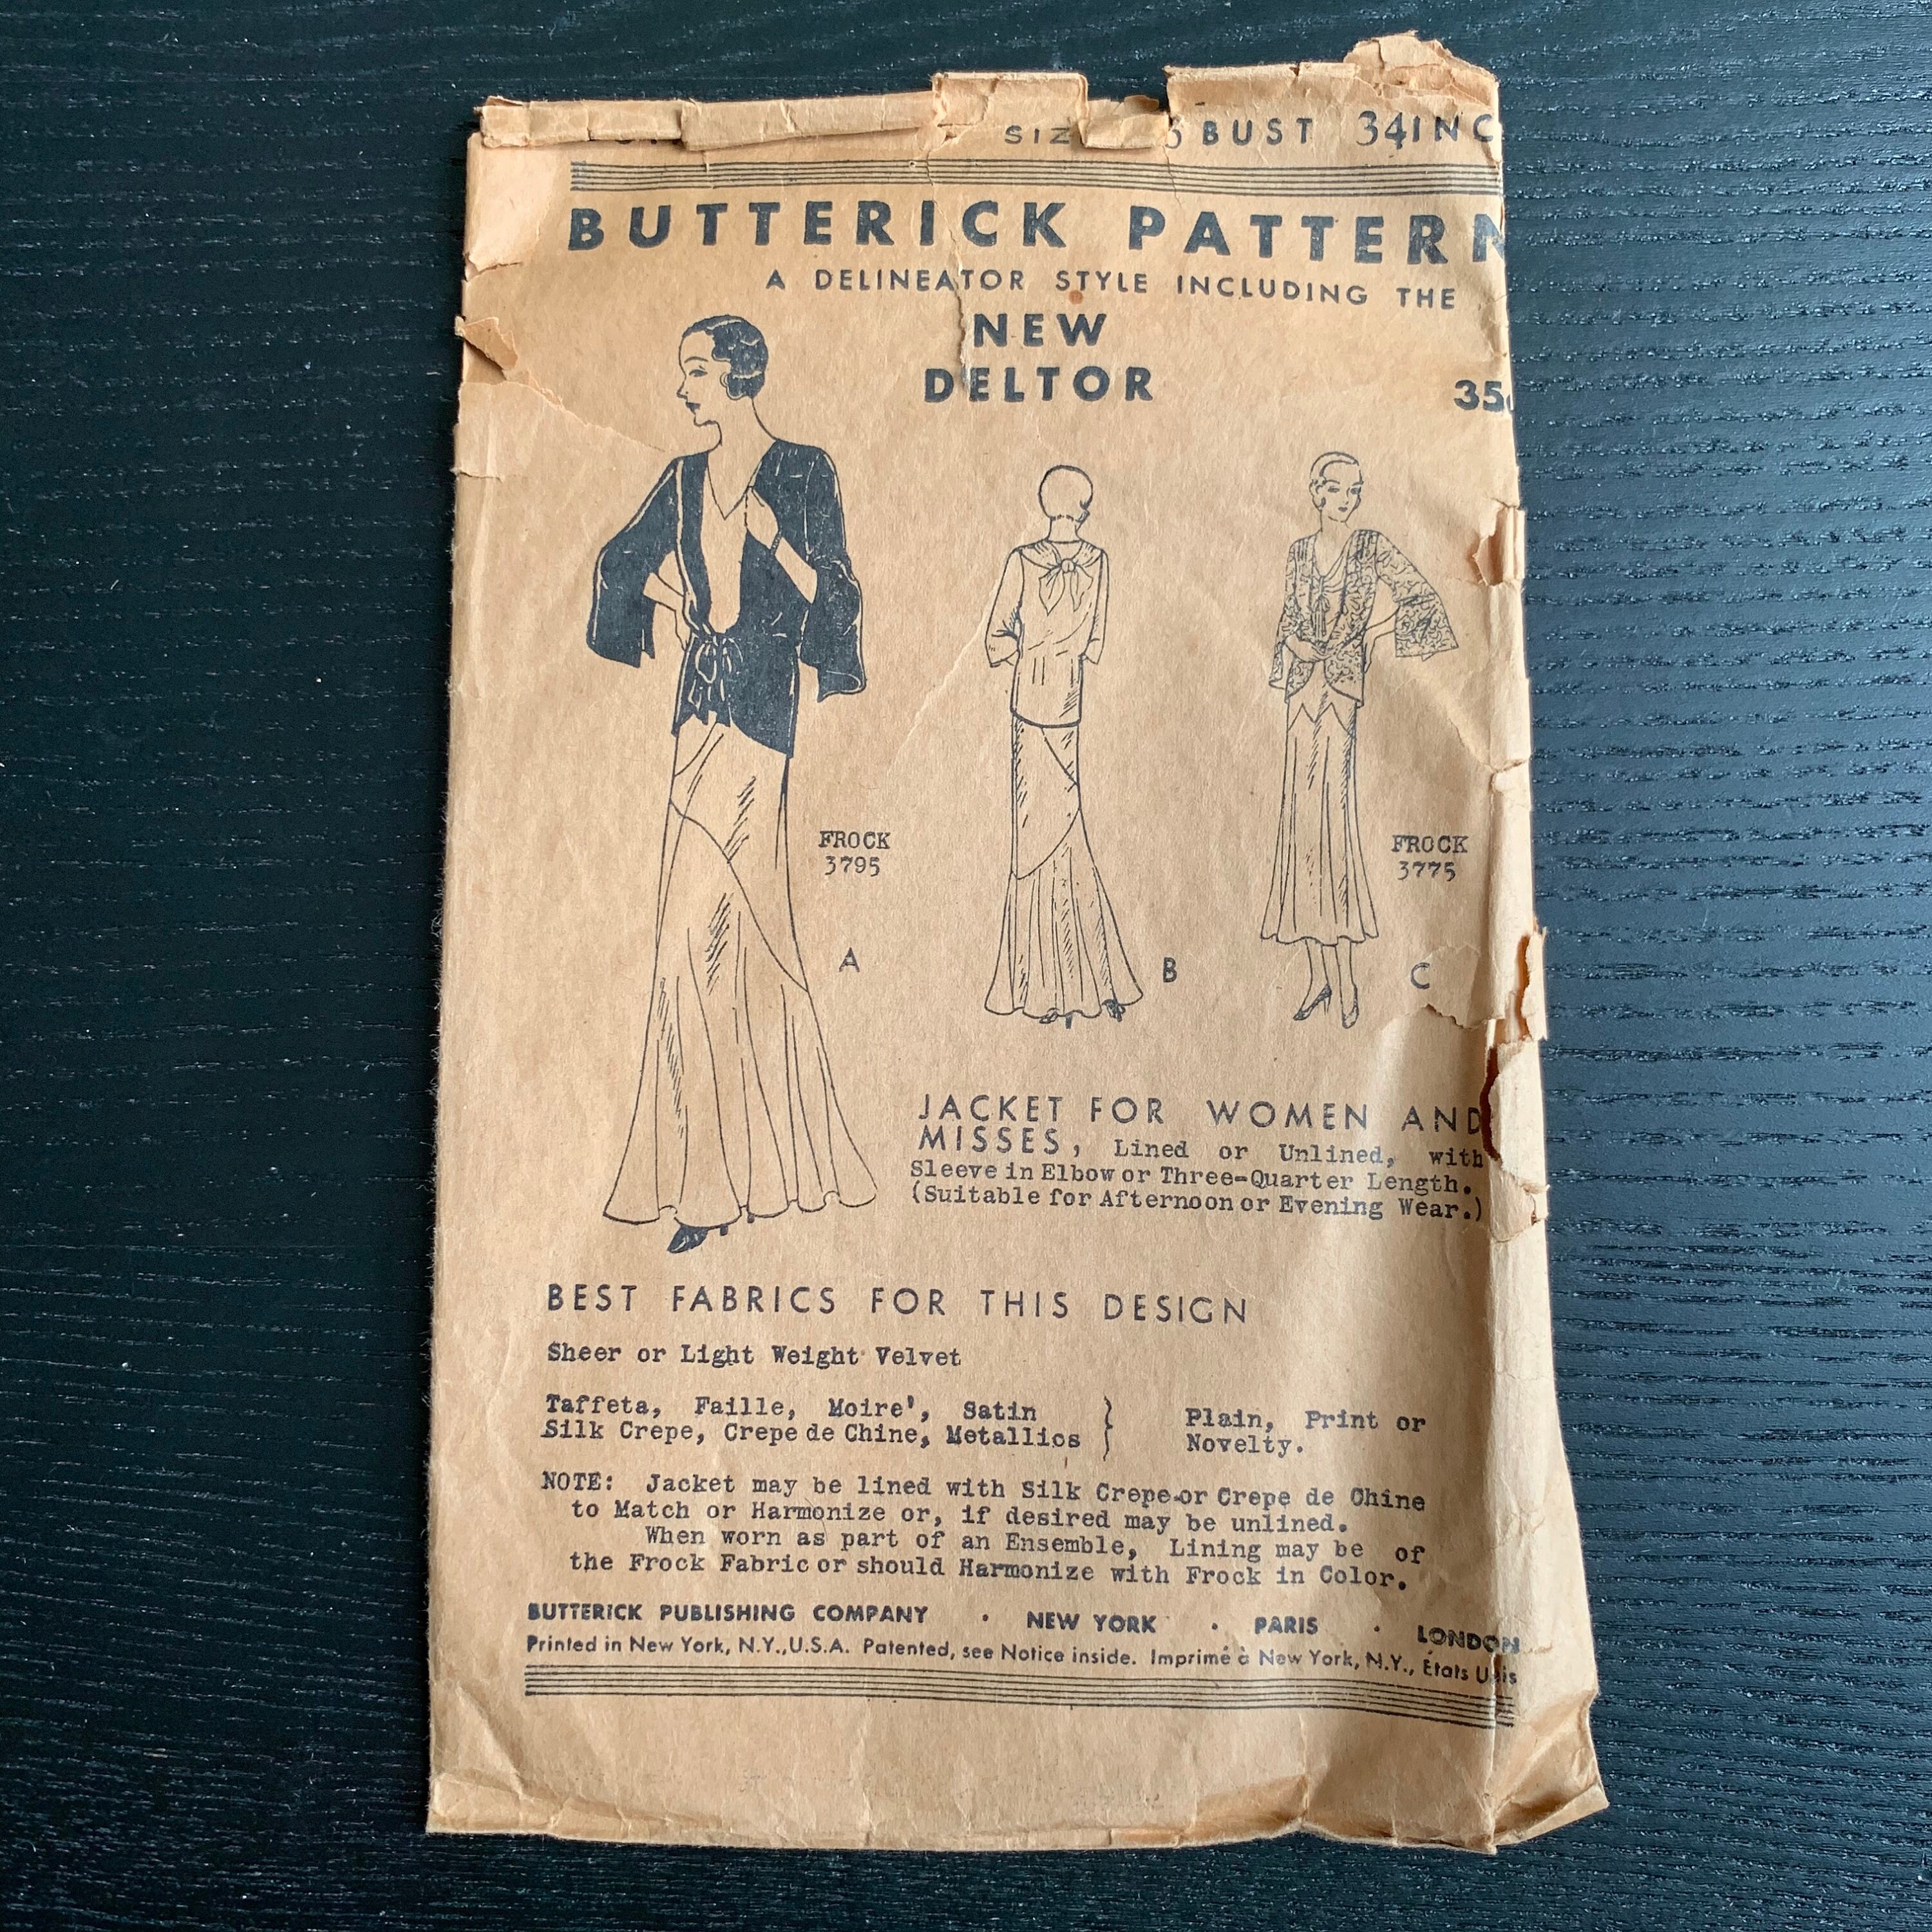 BUST 34 INC
BUTTERICK PATTERN
A DELINEATOR STYLE INCLUDING THE
NEW
DELTOR
35
FROCK
3795
FROCK
3775
A
B
C
JACKET FOR WOMEN AND
MISSES, Lined or Unlined, with
Sleeve in Elbow or Three-Quarter Length.
(Suitable for Afternoon or Evening Wear.)
BEST FABRICS FOR THIS DESIGN
Sheer or Light Weight Velvet
Taffeta, Faille, Moire', Satin } Plain, Print or
Silk Crepe, Crepe de Chine, Metallics } Novelty.
NOTE: Jacket may be lined with Silk Crepe or Crepe de Chine
to Match or Harmonize or, if desired may be unlined.
When worn as part of an Ensemble, Lining may be of
the Frock Fabric or should Harmonize with Frock in Color.
BUTTERICK PUBLISHING COMPANY · NEW YORK · PARIS · LONDON
Printed in New York, N.Y., U.S.A. Patented, see Notice inside. Imprimé à New York, N.Y., Etats Unis